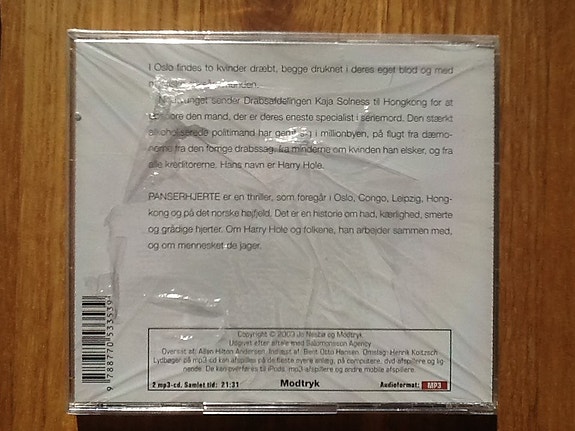 I Oslo findes to kvinder dræbt, begge druknet i deres eget blod og med
munden
sender Drabsafdelingen Kaja Solness til Hongkong for at
opspore den mand, der er deres eneste specialist i seriemord. Den stærkt
alkoholiserede politimand har gemt sig i millionbyen, på flugt fra dæmo-
nerne fra den forrige drabssag, fra minderne om kvinden han elsker, og fra
alle kreditorerne. Hans navn er Harry Hole.
PANSERHJERTE er en thriller, som foregår i Oslo, Congo, Leipzig, Hong-
kong og på det norske højfjeld. Det er en historie om had, kærlighed, smerte
og grådige hjerter. Om Harry Hole og folkene, han arbejder sammen med,
og om mennesket de jager.
Copyright © 2003 Jo Nesbø og Modtryk
Udgivet efter aftale med Salomonsson Agency
Oversat af: Allan Hilton Andersen. Indlæst af: Bent Otto Hansen. Omslag: Henrik Koitzsch
Lydbøger på mp3-cd kan afspilles på de fleste nyere anlæg, på computere, dvd-afspillere og lig-
nende. De kan overføres til iPods, mp3-afspillere og andre mobile afspillere.
2 mp3-cd. Samlet tid: 21:31 Modtryk Audioformat: MP3
9 788770 533539